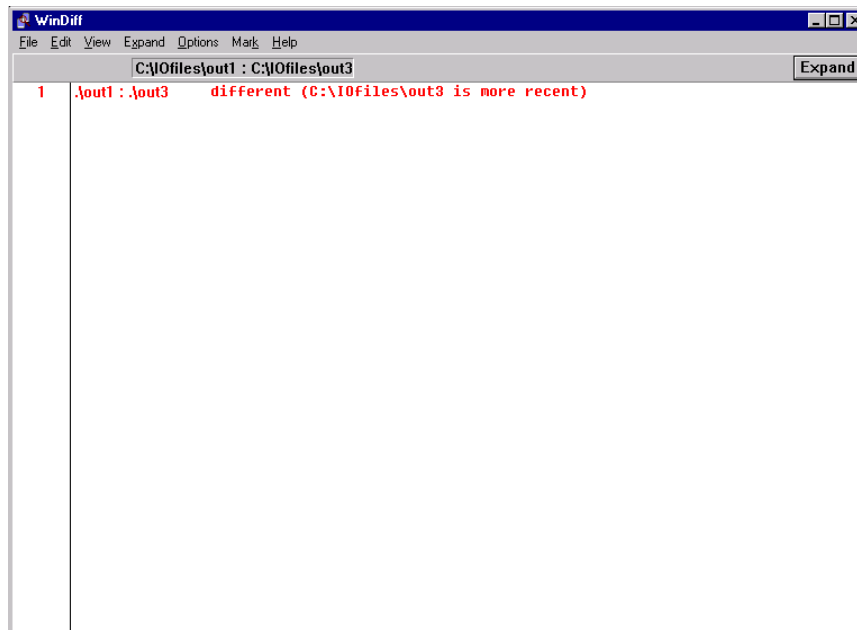 WinDiff
File Edit View Expand Options Mark Help
C:\IOfiles\out1 : C:\IOfiles\out3 Expand
1 .\out1 : .\out3 different (C:\IOfiles\out3 is more recent)